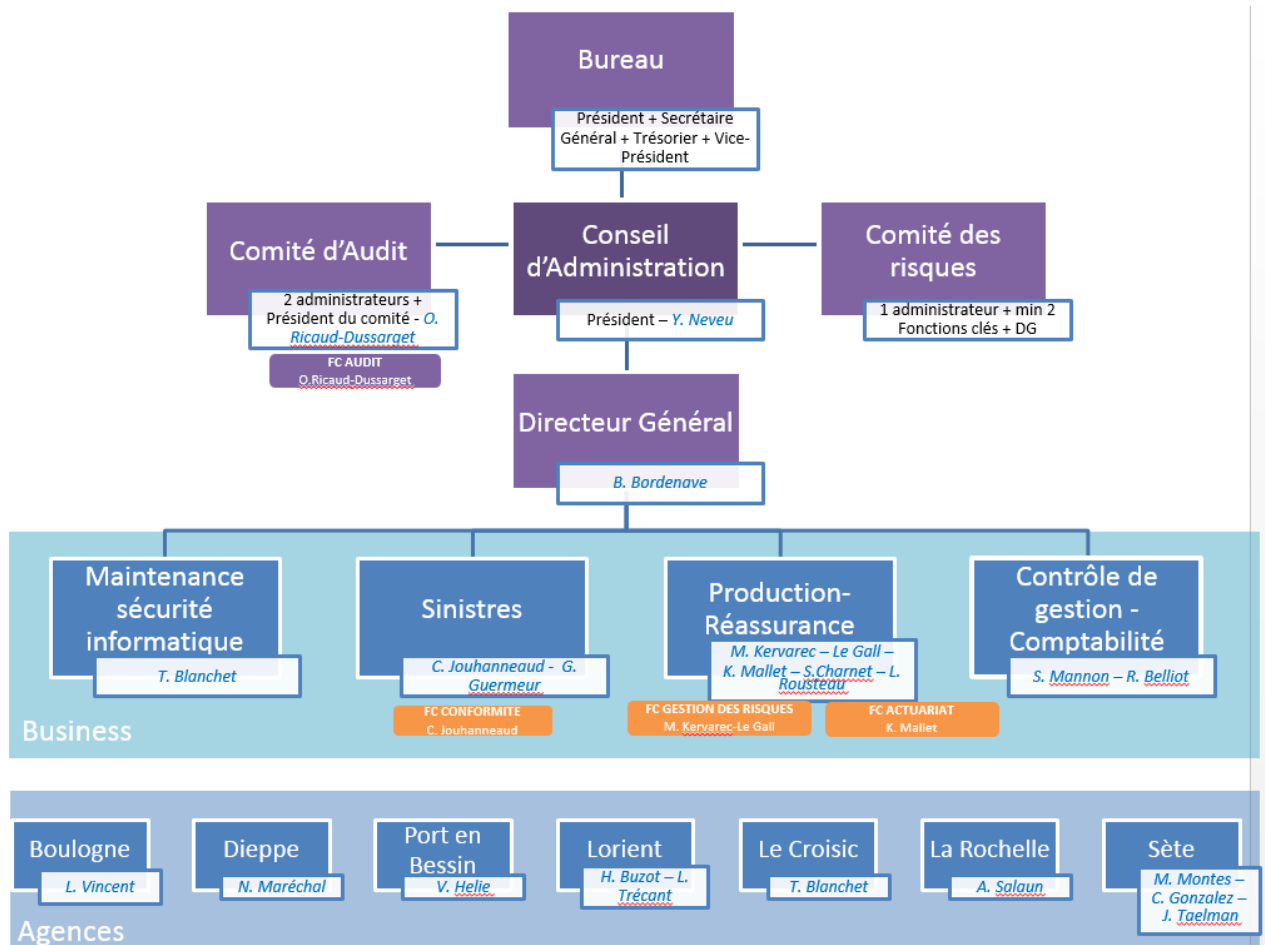 Bureau
Président + Secrétaire
Général + Trésorier + Vice-
Président
Comité d'Audit
2 administrateurs +
Président du comité - O.
Ricaud-Dussarget
FC AUDIT
O.Ricaud-Dussarget
Conseil
d'Administration
Président – Y. Neveu
Comité des
risques
1 administrateur + min 2
Fonctions clés + DG
Directeur Général
B. Bordenave
Maintenance
sécurité
informatique
T. Blanchet
Sinistres
C. Jouhanneaud - G.
Guermeur
FC CONFORMITE
C. Jouhanneaud
Production-
Réassurance
M. Kervarec – Le Gall –
K. Mallet – S.Charnet – L.
Rousteau
FC GESTION DES RISQUES
M. Kervarec-Le Gall
FC ACTUARIAT
K. Mallet
Contrôle de
gestion -
Comptabilité
S. Mannon – R. Belliot
Business
Boulogne
L. Vincent
Dieppe
N. Maréchal
Port en
Bessin
V. Helie
Lorient
H. Buzot – L.
Trécant
Le Croisic
T. Blanchet
La Rochelle
A. Salaun
Sète
M. Montes –
C. Gonzalez –
J. Taelman
Agences